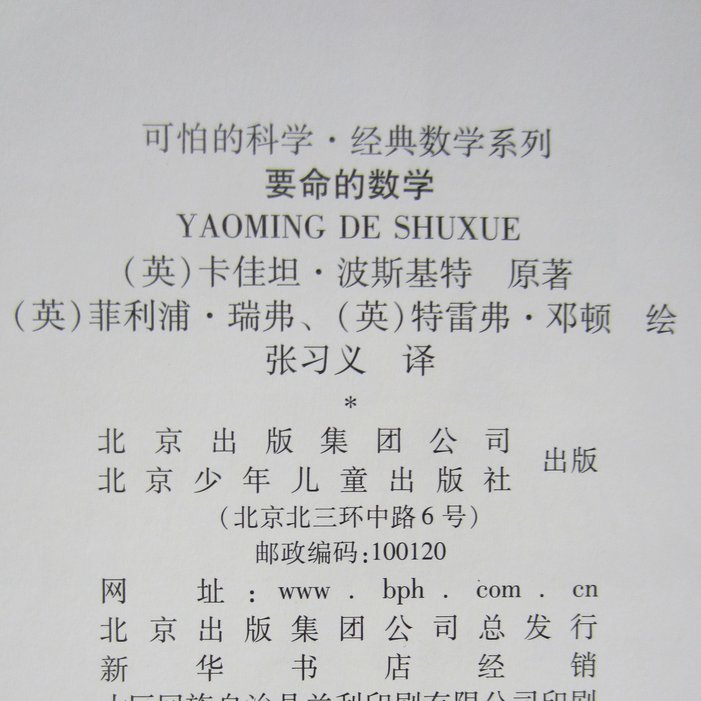 可怕的科学·经典数学系列
要命的数学
YAOMING DE SHUXUE
(英)卡佳坦·波斯基特 原著
(英)菲利浦·瑞弗、(英)特雷弗·邓顿 绘
张习义 译
*
北京出版集团公司
北京少年儿童出版社
出版
(北京北三环中路6号)
邮政编码:100120
网址:www.bph.com.cn
北京出版集团公司总发行
新华书店经销